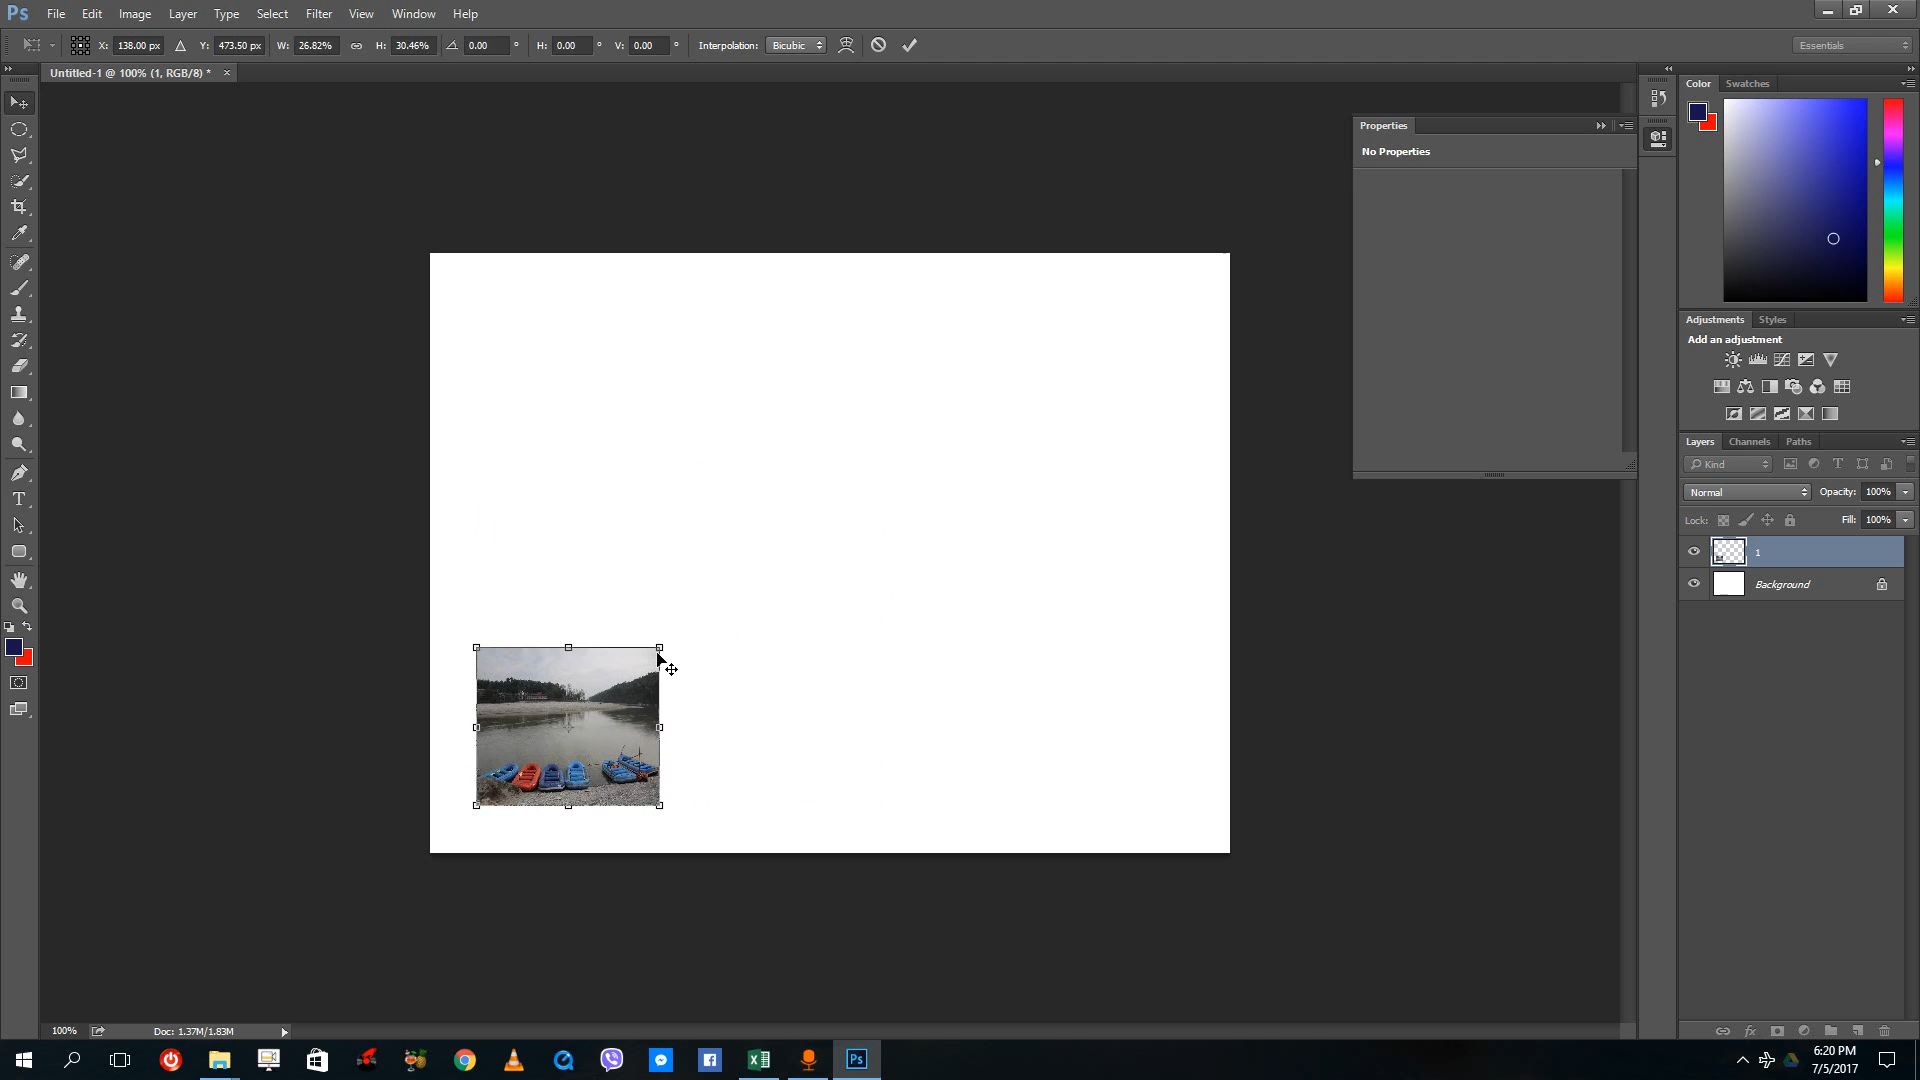 Ps File Edit Image Layer Type Select Filter View Window Help
X: 138.00 px Y: 473.50 px W: 26.82% H: 30.46% 0.00 ° H: 0.00 ° V: 0.00 ° Interpolation: Bicubic Essentials
Untitled-1 @ 100% (1, RGB/8) * ×
Color Swatches
Properties
No Properties
Adjustments Styles
Add an adjustment
Layers Channels Paths
Kind T
Normal Opacity: 100%
Lock: Fill: 100%
1
Background
T
fx
100% Doc: 1.37M/1.83M
Ps
6:20 PM
7/5/2017